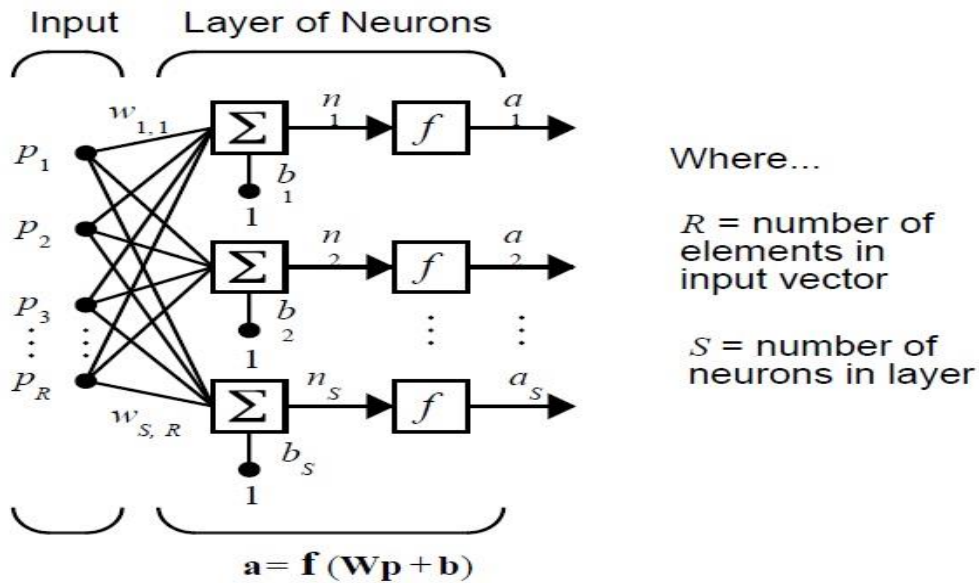 Input Layer of Neurons
w1,1 n1 a1
Σ f
p1
b1
1
p2
n2 a2
Σ f
p3
b2
1
pR
nS aS
Σ f
wS, R
bS
1
a = f (Wp + b)
Where...
R = number of
elements in
input vector
S = number of
neurons in layer